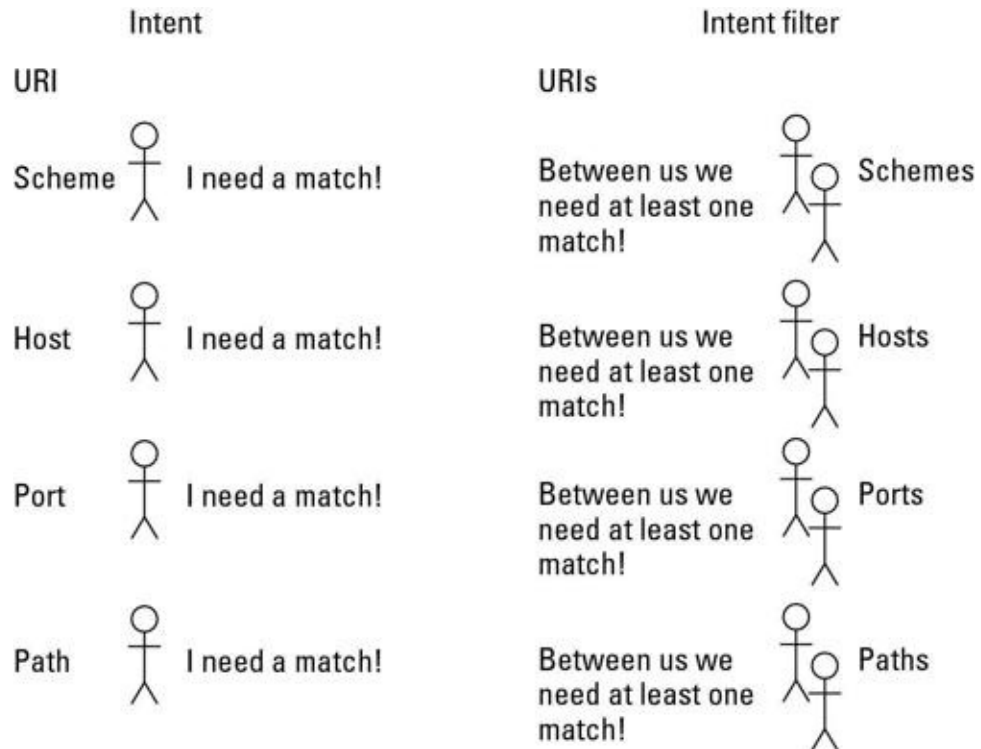 Intent
Intent filter
URI
URIs
Scheme
I need a match!
Between us we
need at least one
match!
Schemes
Host
I need a match!
Between us we
need at least one
match!
Hosts
Port
I need a match!
Between us we
need at least one
match!
Ports
Path
I need a match!
Between us we
need at least one
match!
Paths